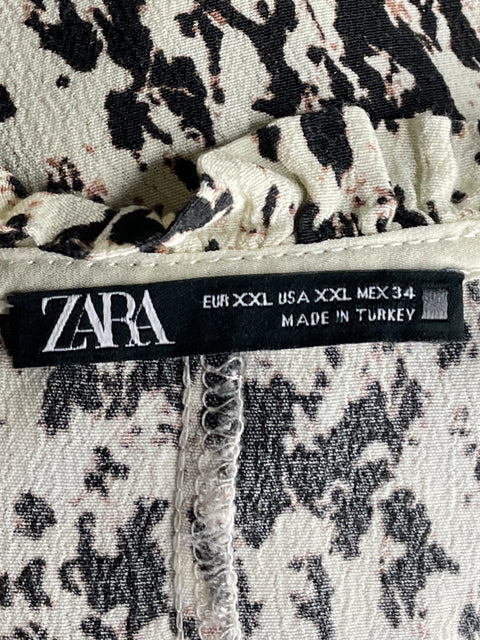 ZARA
EUR XXL USA XXL MEX 34
MADE IN TURKEY